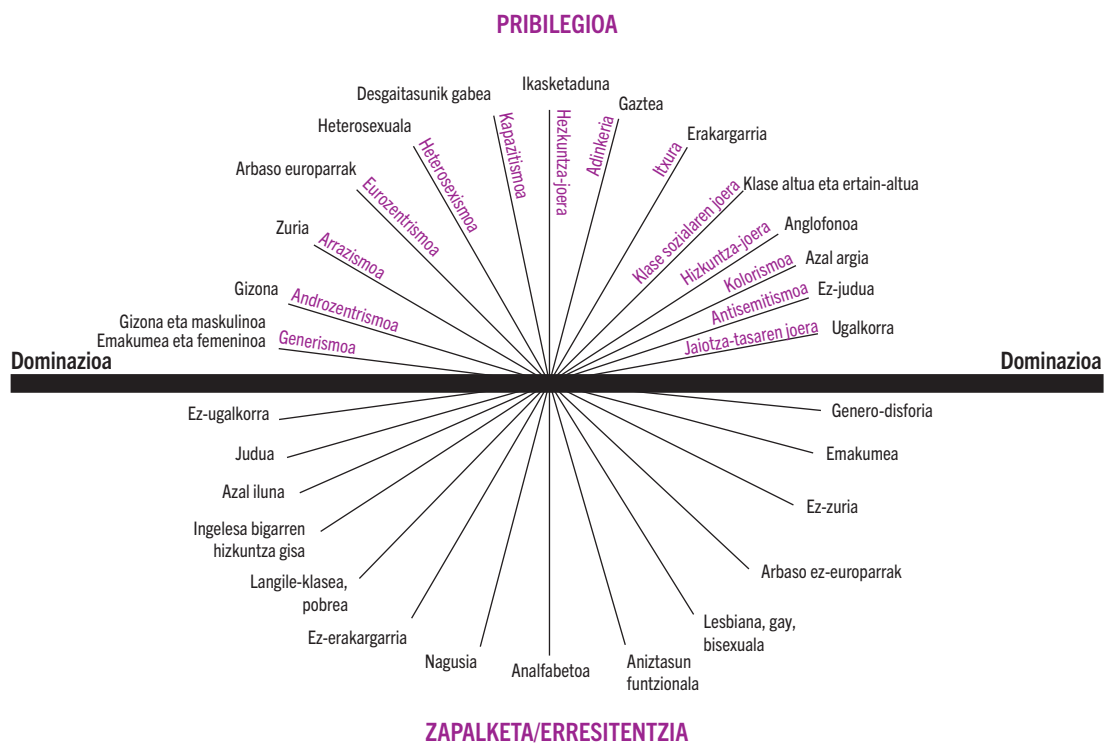 PRIBILEGIOA
Ikasketaduna
Desgaitasunik gabea
Gaztea
Heterosexuala
Erakargarria
Arbaso europarrak
Klase altua eta ertain-altua
Zuria
Anglofonoa
Azal argia
Gizona
Ez-judua
Gizona eta maskulinoa
Emakumea eta femeninoa
Ugalkorra
Generismoa
Androzentrismoa
Arrazismoa
Eurozentrismoa
Heterosexismoa
Kapazitismoa
Hezkuntza-joera
Adinkeria
Itxura
Klase sozialaren joera
Hizkuntza-joera
Kolorismoa
Antisemitismoa
Jaiotza-tasaren joera
Dominazioa
Dominazioa
Ez-ugalkorra
Genero-disforia
Judua
Emakumea
Azal iluna
Ez-zuria
Ingelesa bigarren
hizkuntza gisa
Arbaso ez-europarrak
Langile-klasea,
pobrea
Lesbiana, gay,
bisexuala
Ez-erakargarria
Nagusia
Analfabetoa
Aniztasun
funtzionala
ZAPALKETA/ERRESITENTZIA